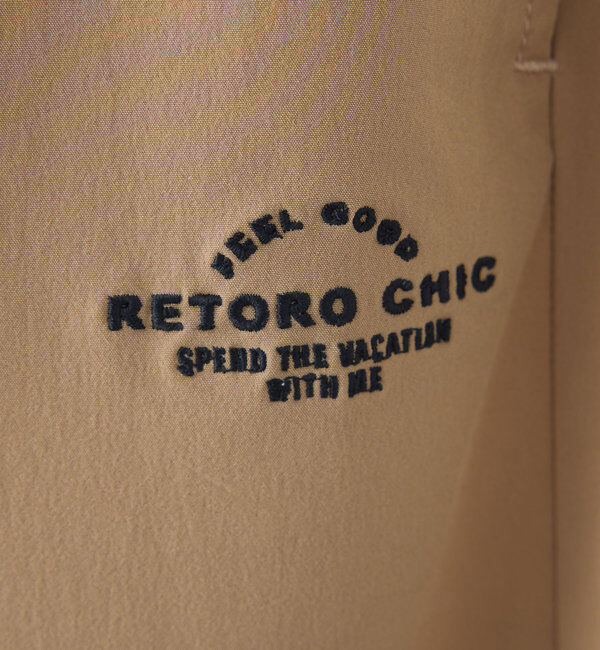 FEEL GOOD
RETORO CHIC
SPEND THE VACATIAN
WITH ME